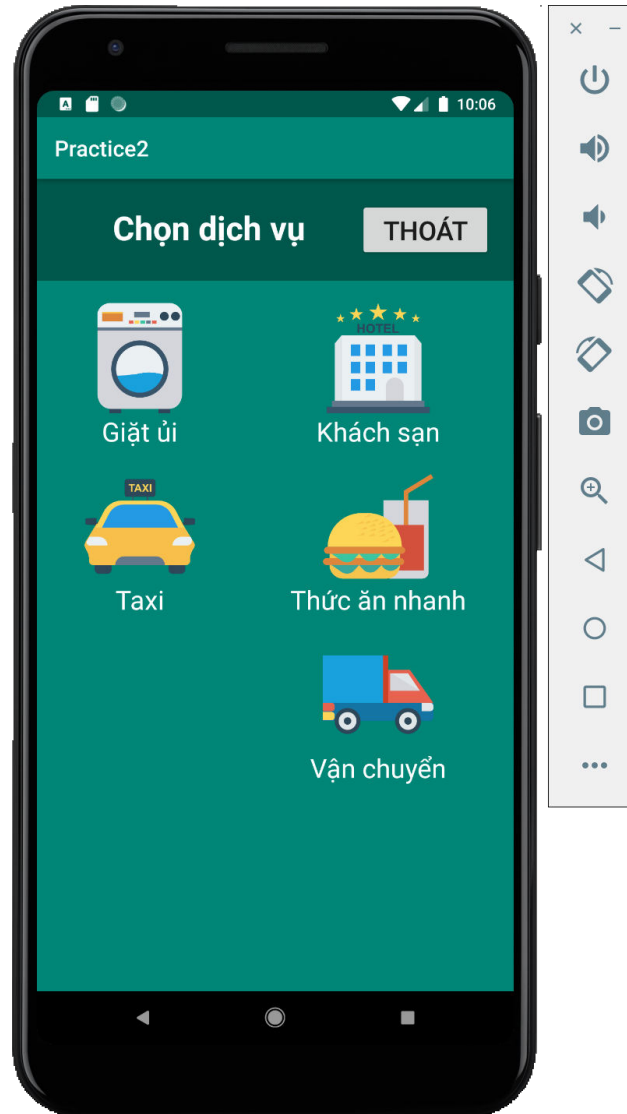 10:06
Practice2
Chọn dịch vụ
THOÁT
HOTEL
Giặt ủi
Khách sạn
TAXI
Taxi
Thức ăn nhanh
Vận chuyển